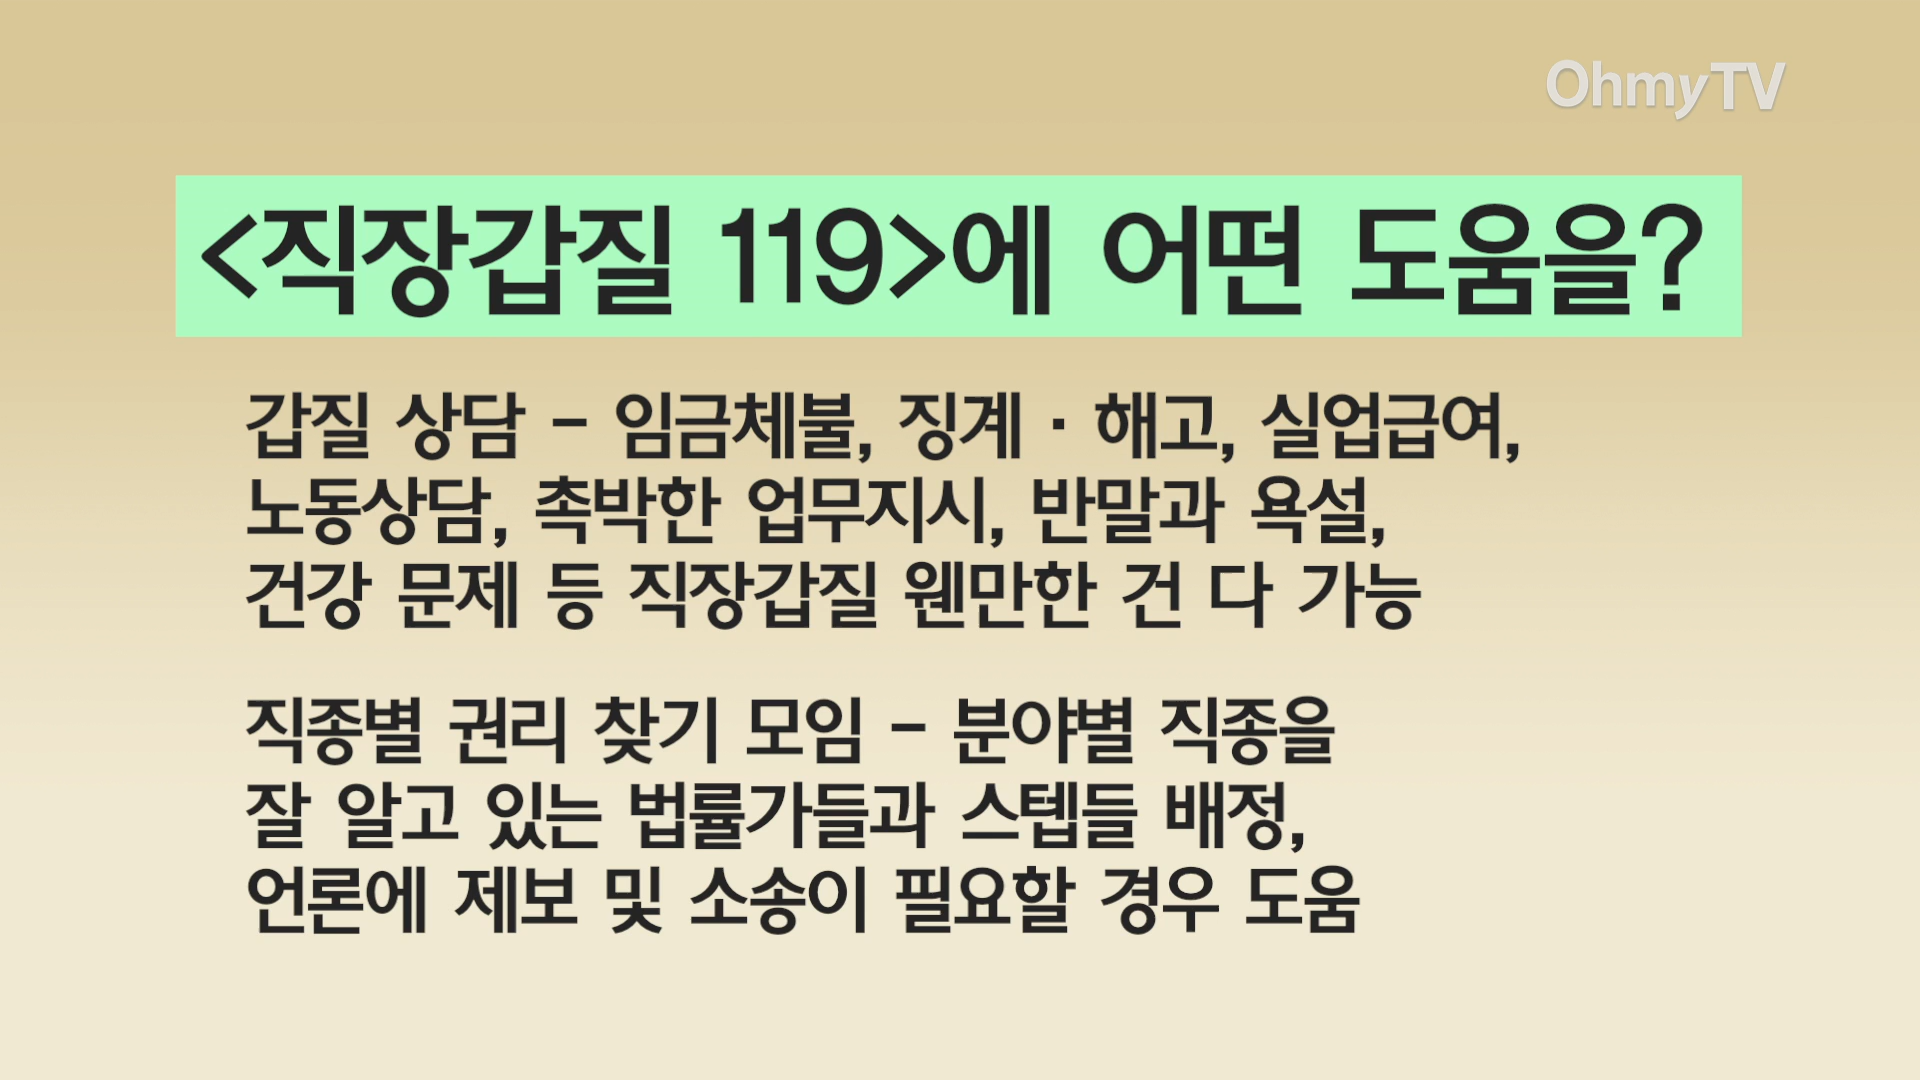 OhmyTV
<직장갑질 119>에 어떤 도움을?
갑질 상담 - 임금체불, 징계 · 해고, 실업급여,
노동상담, 촉박한 업무지시, 반말과 욕설,
건강 문제 등 직장갑질 웬만한 건 다 가능
직종별 권리 찾기 모임 - 분야별 직종을
잘 알고 있는 법률가들과 스텝들 배정,
언론에 제보 및 소송이 필요할 경우 도움